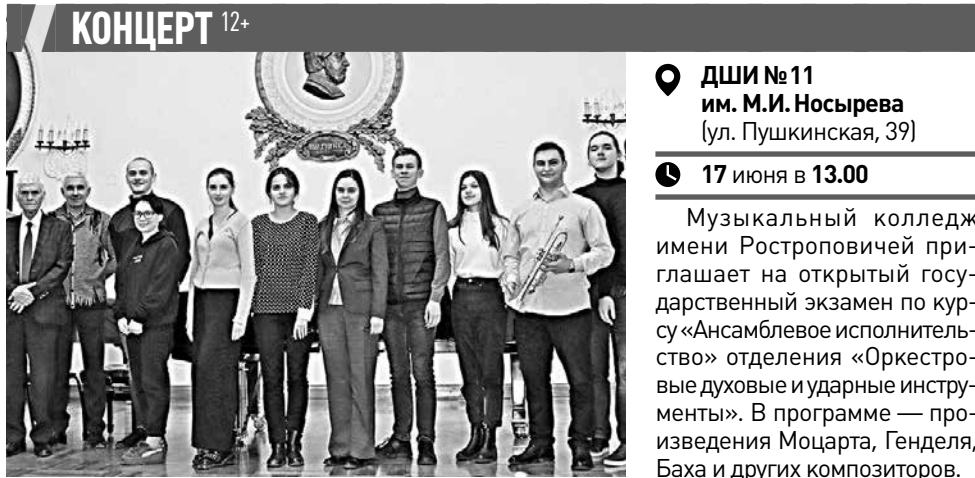 КОНЦЕРТ 12+
ДШИ №11
им. М.И. Носырева
(ул. Пушкинская, 39)
17 июня в 13.00
Музыкальный колледж
имени Ростроповичей при-
глашает на открытый госу-
дарственный экзамен по кур-
су «Ансамблевое исполнитель-
ство» отделения «Оркестро-
вые духовые и ударные инстру-
менты». В программе — про-
изведения Моцарта, Генделя,
Баха и других композиторов.